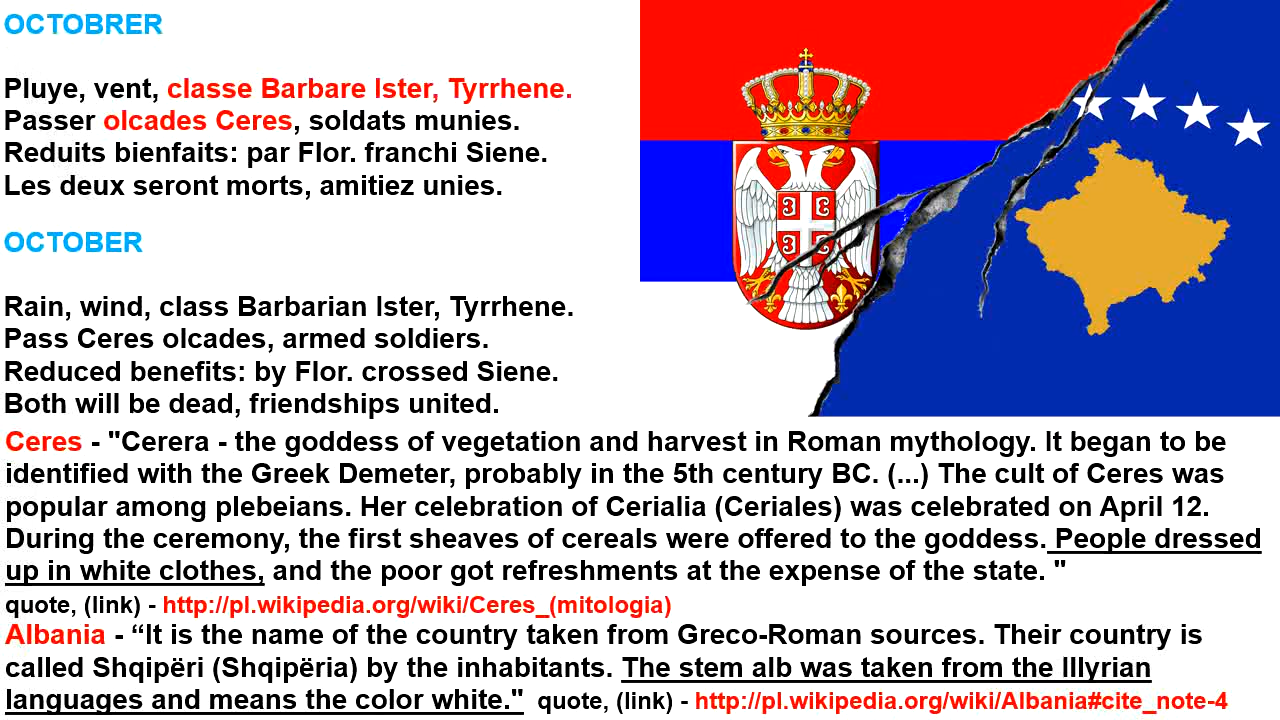 OCTOBRER
Pluye, vent, classe Barbare Ister, Tyrrhene.
Passer olcades Ceres, soldats munies.
Reduits bienfaits: par Flor. franchi Siene.
Les deux seront morts, amitiez unies.
OCTOBER
Rain, wind, class Barbarian Ister, Tyrrhene.
Pass Ceres olcades, armed soldiers.
Reduced benefits: by Flor. crossed Siene.
Both will be dead, friendships united.
Ceres - "Cerera - the goddess of vegetation and harvest in Roman mythology. It began to be
identified with the Greek Demeter, probably in the 5th century BC. (...) The cult of Ceres was
popular among plebeians. Her celebration of Cerialia (Ceriales) was celebrated on April 12.
During the ceremony, the first sheaves of cereals were offered to the goddess. People dressed
up in white clothes, and the poor got refreshments at the expense of the state. "
quote, (link) - http://pl.wikipedia.org/wiki/Ceres_(mitologia)
Albania - “It is the name of the country taken from Greco-Roman sources. Their country is
called Shqipëri (Shqipëria) by the inhabitants. The stem alb was taken from the Illyrian
languages and means the color white." quote, (link) - http://pl.wikipedia.org/wiki/Albania#cite_note-4